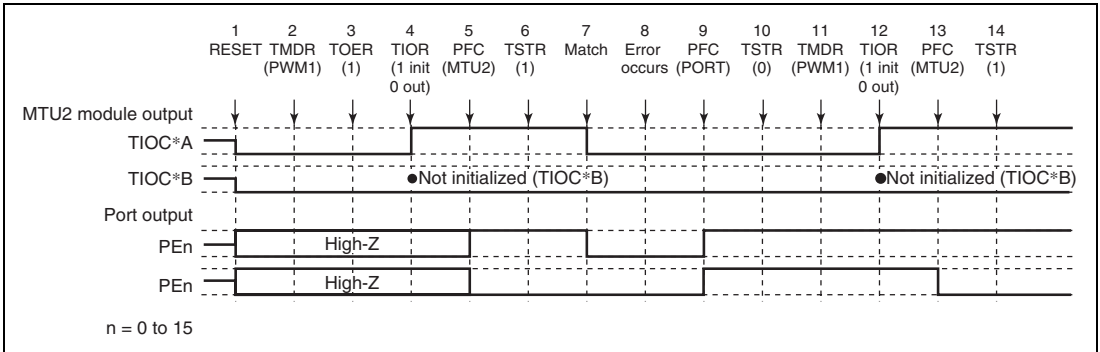 1 2 3 4 5 6 7 8 9 10 11 12 13 14
RESET TMDR TOER TIOR PFC TSTR Match Error PFC TSTR TMDR TIOR PFC TSTR
(PWM1) (1) (1 init (MTU2) (1) occurs (PORT) (0) (PWM1) (1 init (MTU2) (1)
0 out) 0 out)
MTU2 module output
TIOC*A
TIOC*B ●Not initialized (TIOC*B) ●Not initialized (TIOC*B)
Port output
PEn High-Z
PEn High-Z
n = 0 to 15